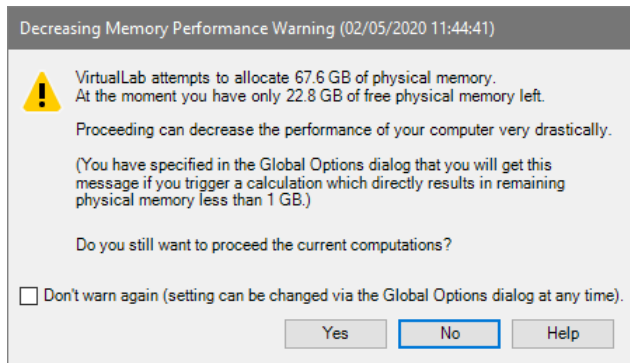 Decreasing Memory Performance Warning (02/05/2020 11:44:41)
VirtualLab attempts to allocate 67.6 GB of physical memory.
At the moment you have only 22.8 GB of free physical memory left.
Proceeding can decrease the performance of your computer very drastically.
(You have specified in the Global Options dialog that you will get this
message if you trigger a calculation which directly results in remaining
physical memory less than 1 GB.)
Do you still want to proceed the current computations?
Don't warn again (setting can be changed via the Global Options dialog at any time).
Yes No Help